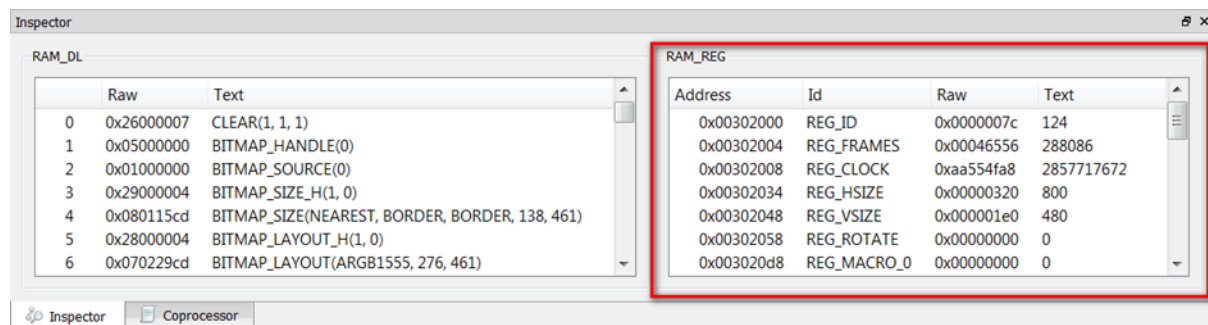 Inspector
RAM_DL
Raw Text
0 0x26000007 CLEAR(1, 1, 1)
1 0x05000000 BITMAP_HANDLE(0)
2 0x01000000 BITMAP_SOURCE(0)
3 0x29000004 BITMAP_SIZE_H(1, 0)
4 0x080115cd BITMAP_SIZE(NEAREST, BORDER, BORDER, 138, 461)
5 0x28000004 BITMAP_LAYOUT_H(1, 0)
6 0x070229cd BITMAP_LAYOUT(ARGB1555, 276, 461)
RAM_REG
Address Id Raw Text
0x00302000 REG_ID 0x0000007c 124
0x00302004 REG_FRAMES 0x00046556 288086
0x00302008 REG_CLOCK 0xaa554fa8 2857717672
0x00302034 REG_HSIZE 0x00000320 800
0x00302048 REG_VSIZE 0x000001e0 480
0x00302058 REG_ROTATE 0x00000000 0
0x003020d8 REG_MACRO_0 0x00000000 0
Inspector Coprocessor